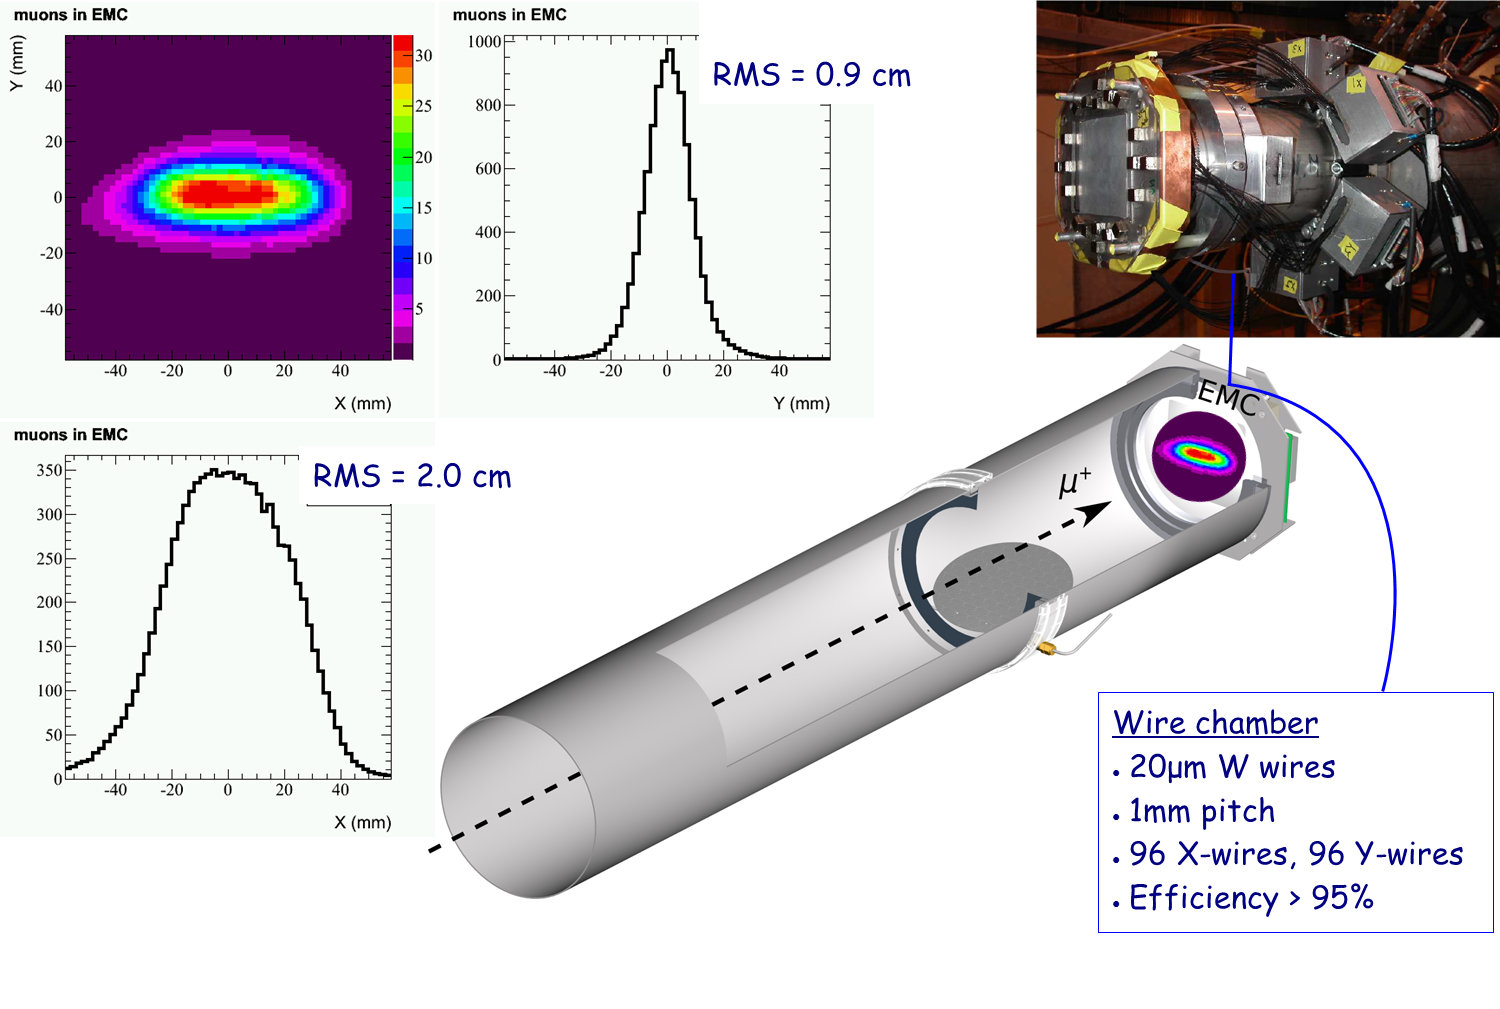 muons in EMC
Y (mm)
40
20
0
-20
-40
-40
-20
0
20
40
X (mm)
30
25
20
15
10
5
muons in EMC
RMS = 0.9 cm
1000
800
600
400
200
0
-40
-20
0
20
40
Y (mm)
muons in EMC
RMS = 2.0 cm
350
300
250
200
150
100
50
0
-40
-20
0
20
40
X (mm)
EMC
μ+
X1
Wire chamber
• 20μm W wires
• 1mm pitch
• 96 X-wires, 96 Y-wires
• Efficiency > 95%